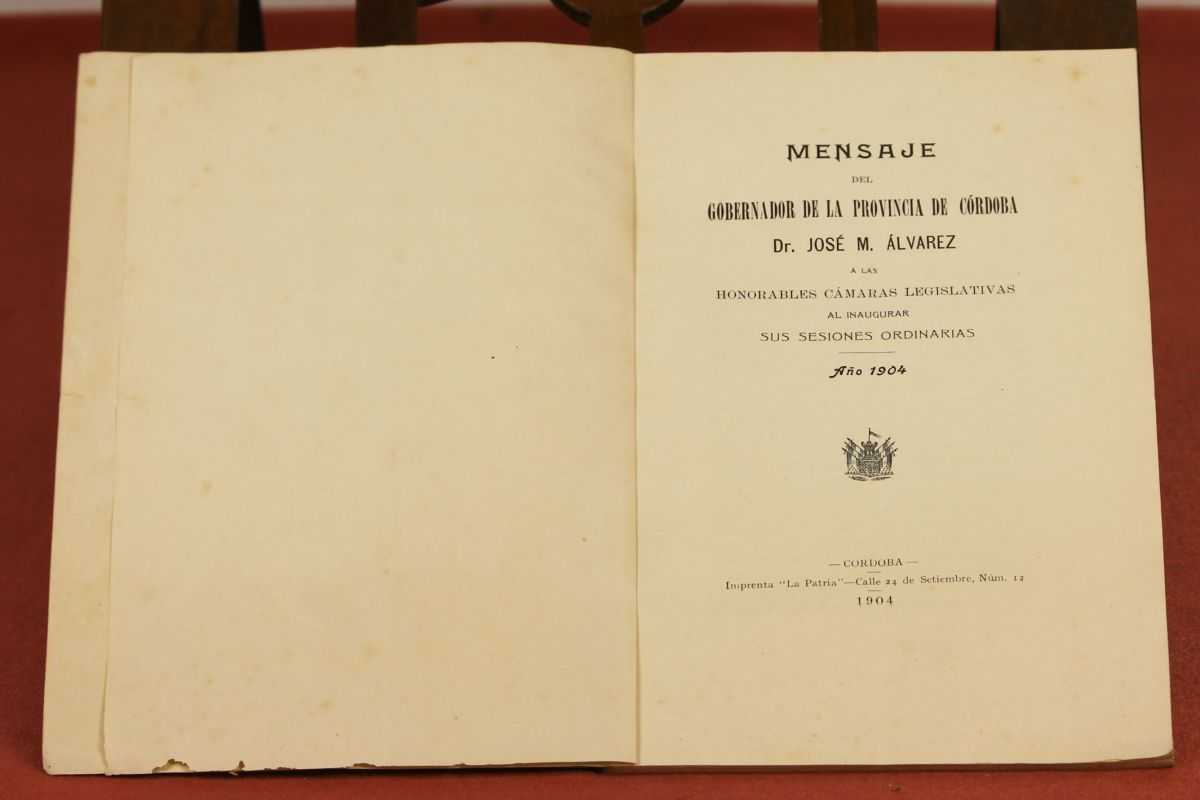 MENSAJE
DEL
GOBERNADOR DE LA PROVINCIA DE CÓRDOBA
Dr. JOSÉ M. ÁLVAREZ
A LAS
HONORABLES CÁMARAS LEGISLATIVAS
AL INAUGURAR
SUS SESIONES ORDINARIAS
Año 1904
— CORDOBA —
Imprenta "La Patria"—Calle 24 de Setiembre, Núm. 12
1904